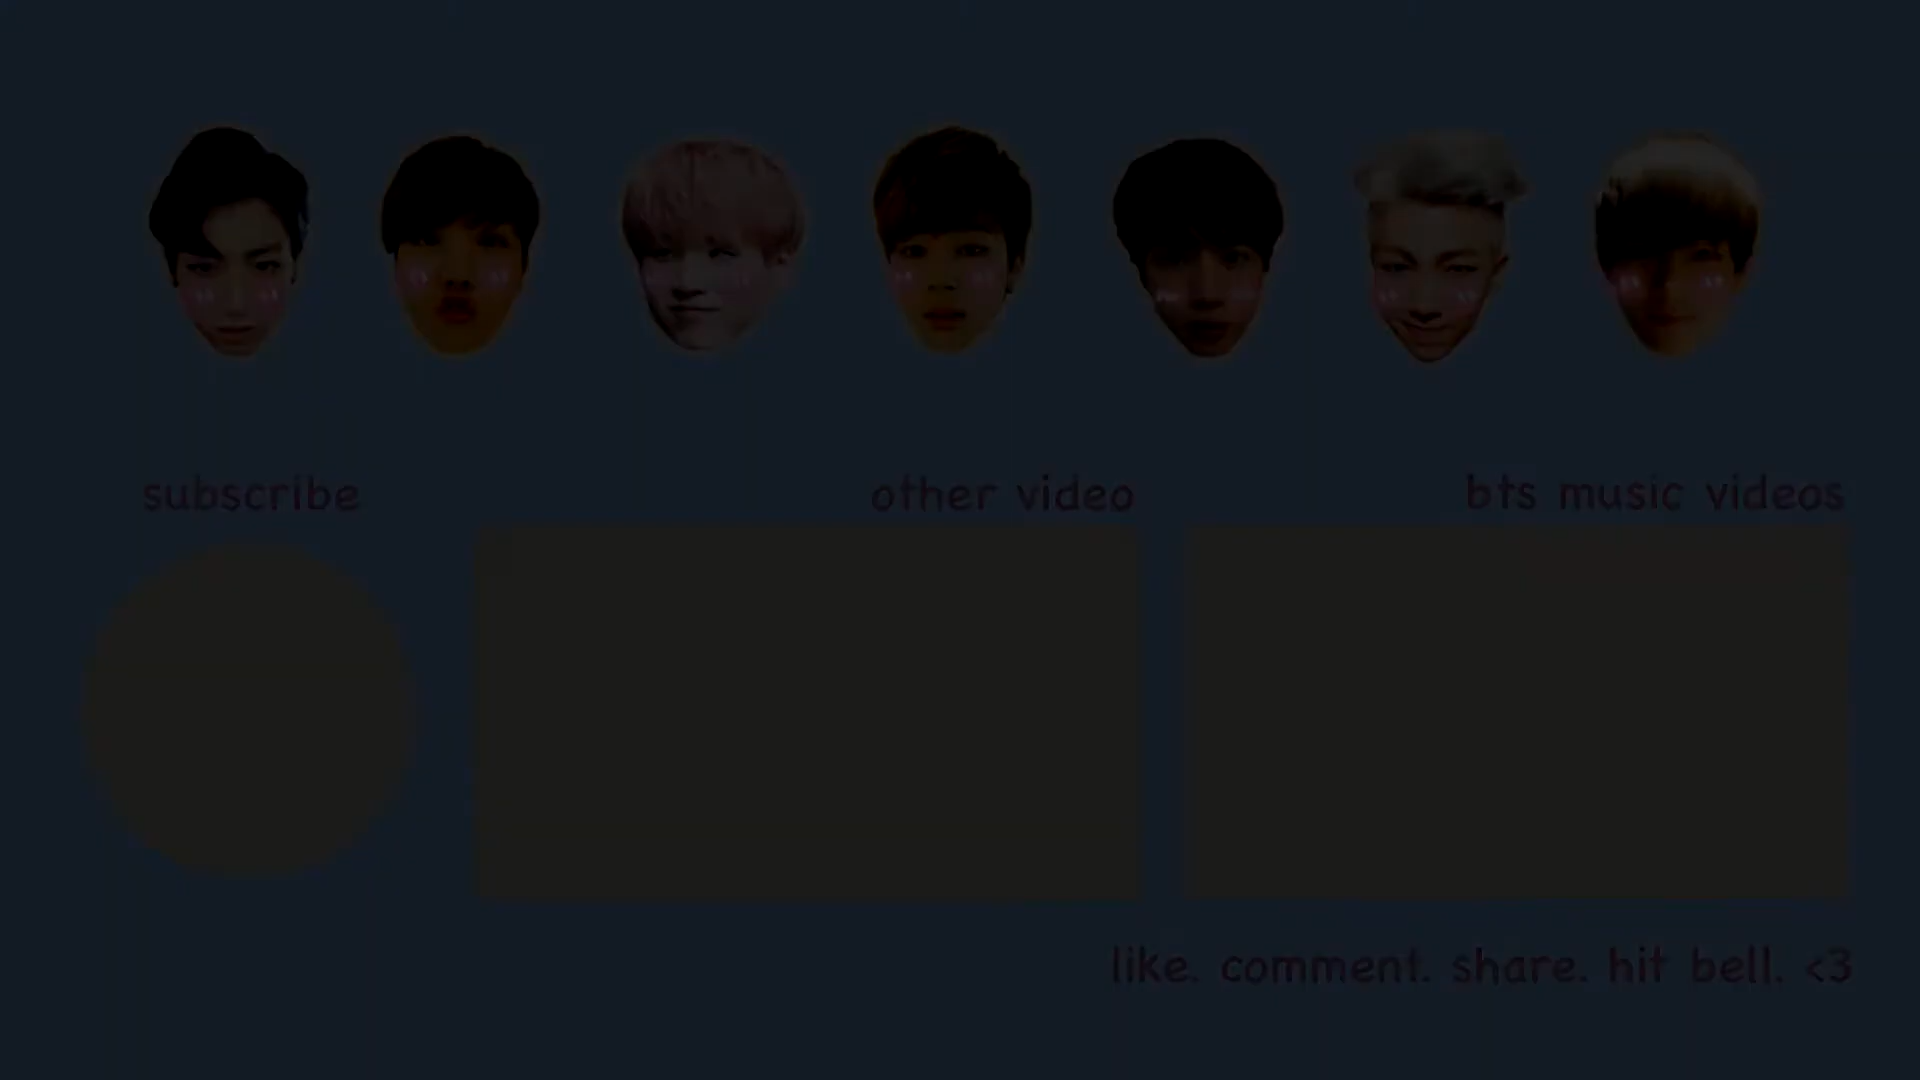 subscribe
other video
bts music videos
like. comment. share. hit bell. <3